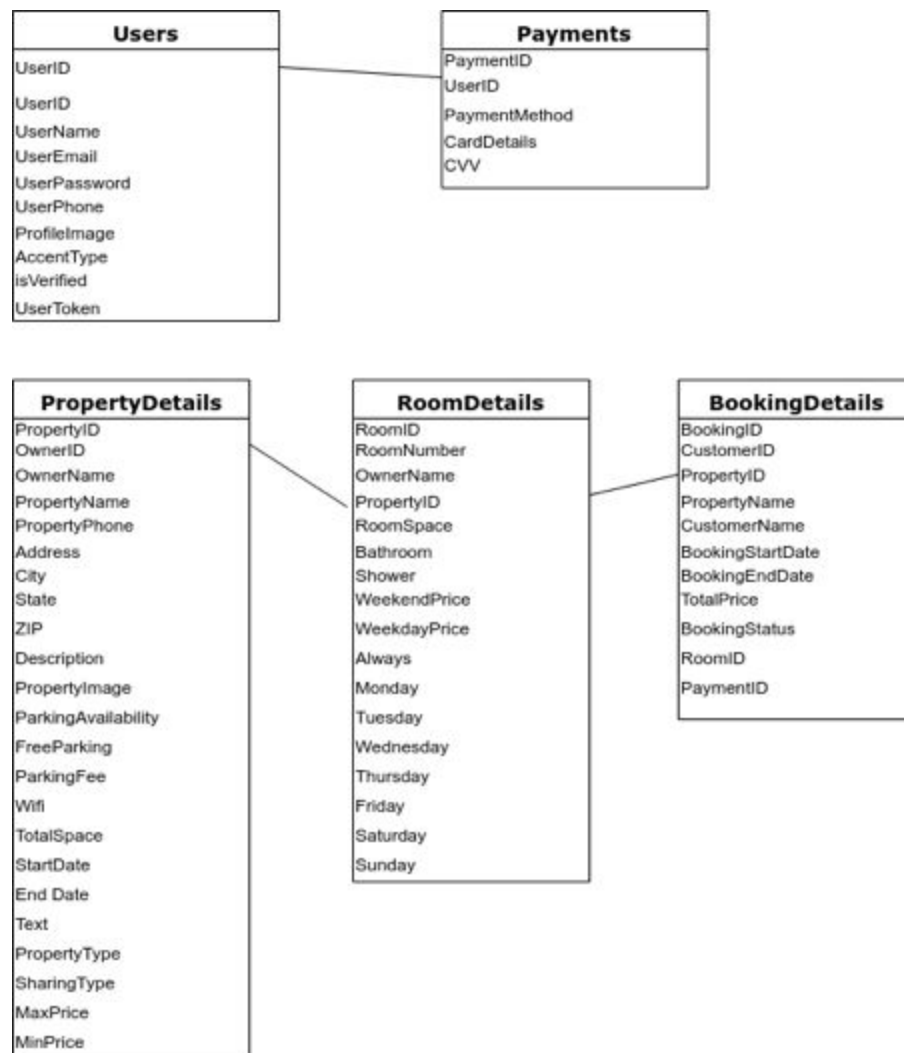 Users
UserID
UserID
UserName
UserEmail
UserPassword
UserPhone
ProfileImage
AccentType
isVerified
UserToken
Payments
PaymentID
UserID
PaymentMethod
CardDetails
CVV
PropertyDetails
PropertyID
OwnerID
OwnerName
PropertyName
PropertyPhone
Address
City
State
ZIP
Description
PropertyImage
ParkingAvailability
FreeParking
ParkingFee
Wifi
TotalSpace
StartDate
End Date
Text
PropertyType
SharingType
MaxPrice
MinPrice
RoomDetails
RoomID
RoomNumber
OwnerName
PropertyID
RoomSpace
Bathroom
Shower
WeekendPrice
WeekdayPrice
Always
Monday
Tuesday
Wednesday
Thursday
Friday
Saturday
Sunday
BookingDetails
BookingID
CustomerID
PropertyID
PropertyName
CustomerName
BookingStartDate
BookingEndDate
TotalPrice
BookingStatus
RoomID
PaymentID